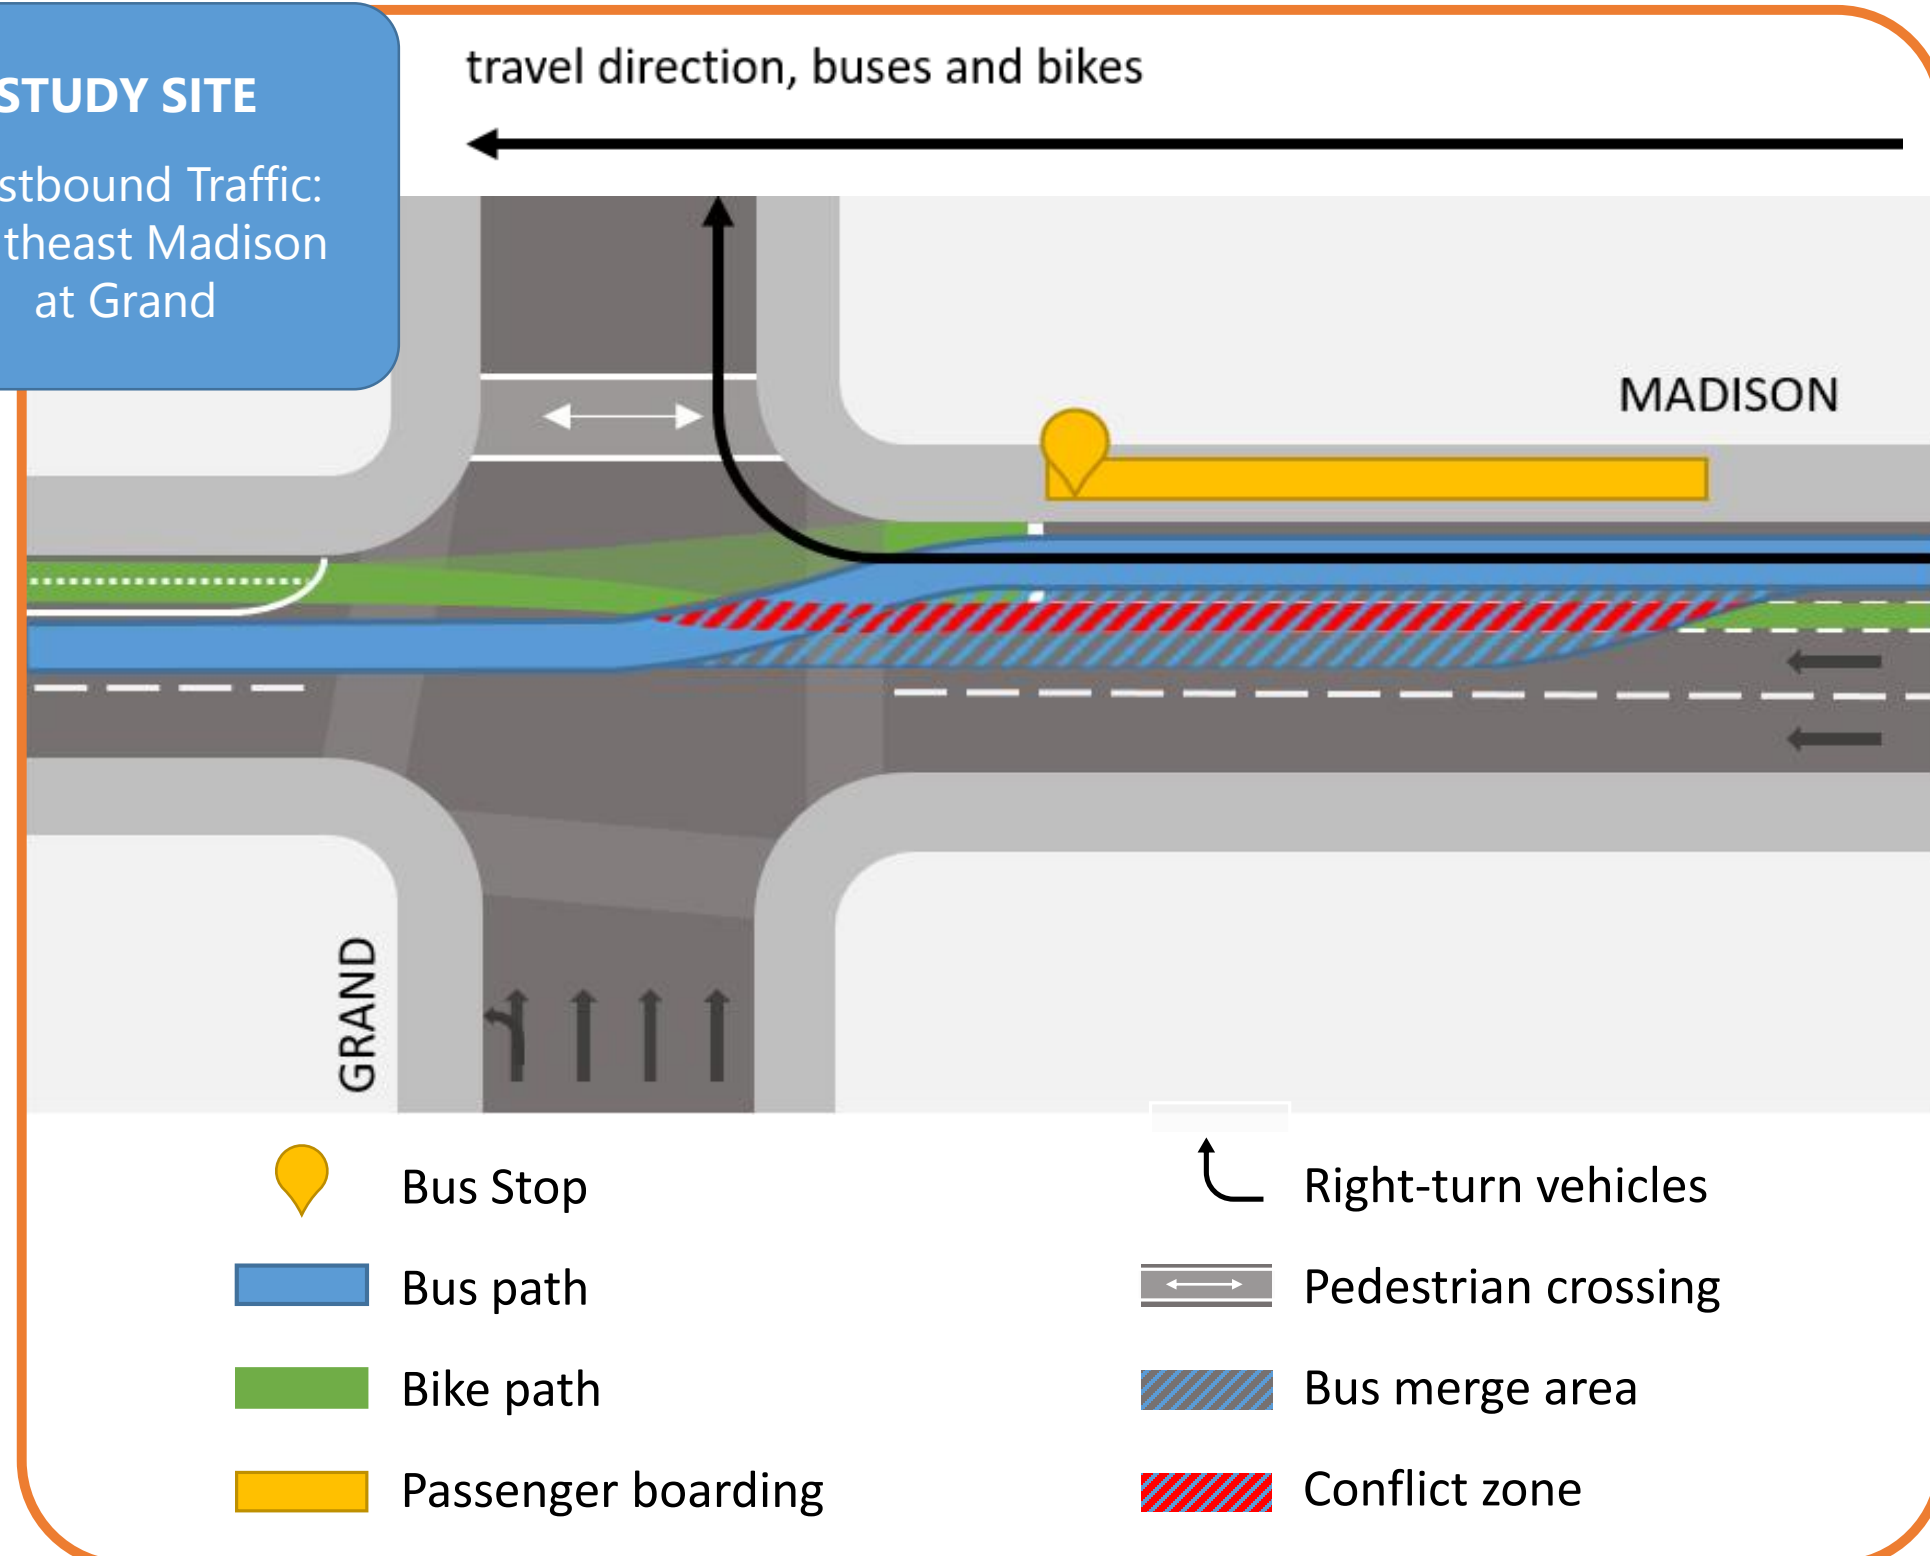 STUDY SITE
stbound Traffic:
theast Madison
at Grand
travel direction, buses and bikes
MADISON
GRAND
Bus Stop
Bus path
Bike path
Passenger boarding
Right-turn vehicles
Pedestrian crossing
Bus merge area
Conflict zone